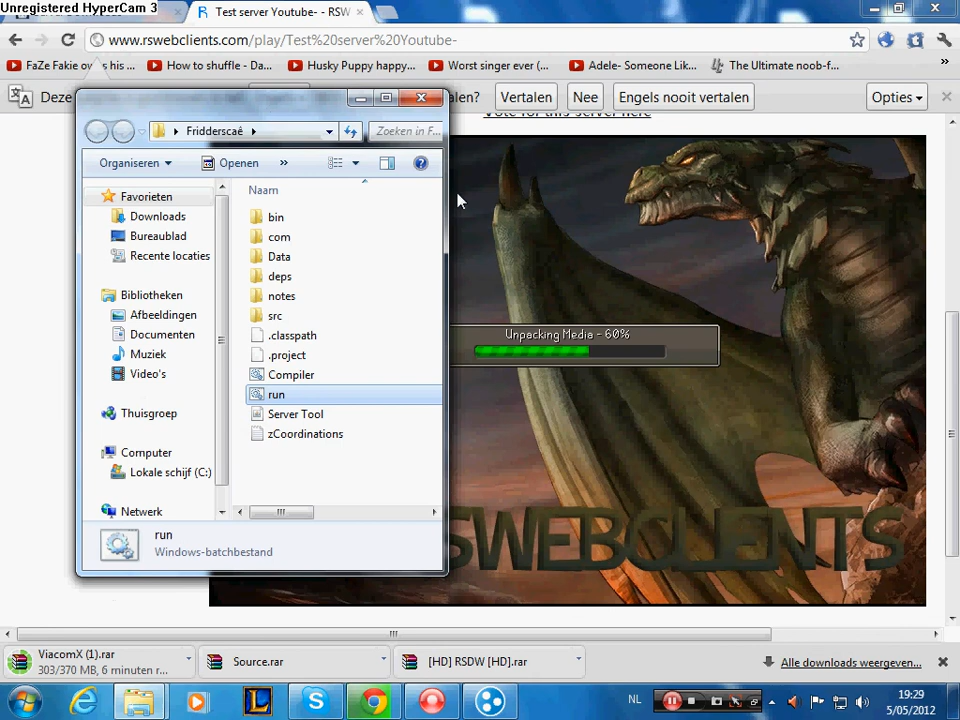 Unregistered HyperCam 3
Test server Youtube- - RSW
www.rswebclients.com/play/Test%20server%20Youtube-
FaZe Fakie ow s his ...
How to shuffle - Da...
Husky Puppy happy...
Worst singer ever (...
Adele- Someone Lik...
The Ultimate noob-f...
Deze
alen?
Vertalen
Nee
Engels nooit vertalen
Opties
Vote for this server here
Fridderscaê
Zoeken in F...
Organiseren
Openen
Naam
Favorieten
Downloads
Bureaublad
Recente locaties
Bibliotheken
Afbeeldingen
Documenten
Muziek
Video's
Thuisgroep
Computer
Lokale schijf (C:)
Netwerk
bin
com
Data
deps
notes
src
.classpath
.project
Compiler
run
Server Tool
zCoordinations
run
Windows-batchbestand
Unpacking Media - 60%
SWEBCLIENTS
ViacomX (1).rar
303/370 MB, 6 minuten r...
Source.rar
[HD] RSDW [HD].rar
Alle downloads weergeven...
NL
19:29
5/05/2012